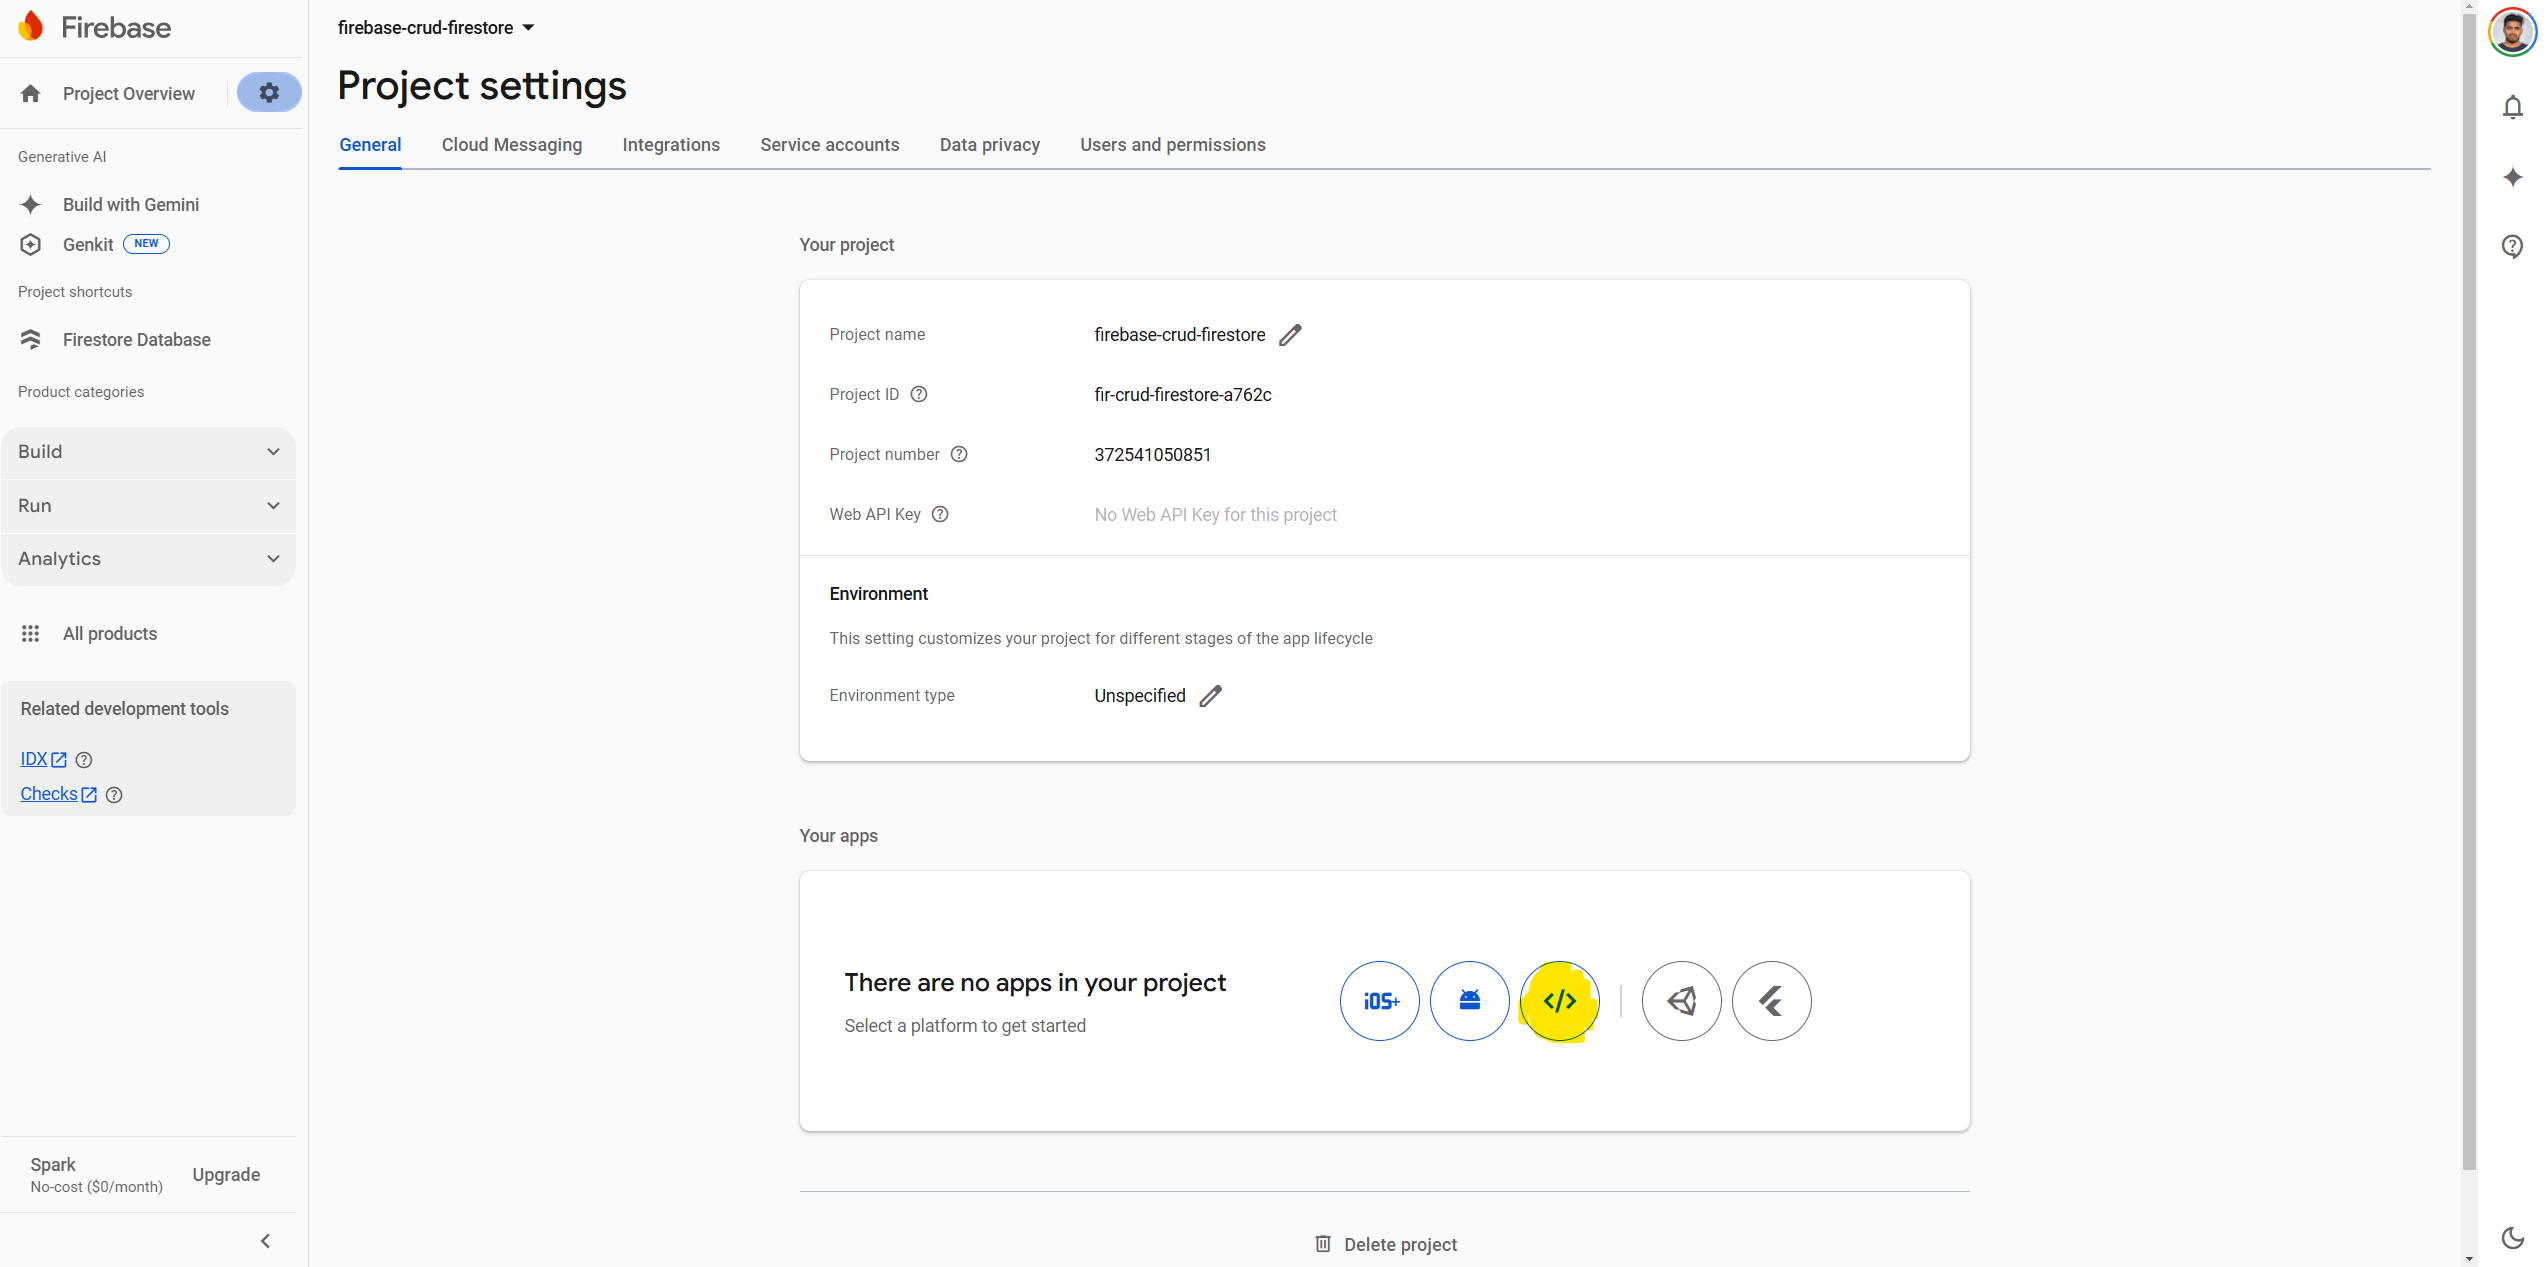 Firebase
Project Overview
Generative AI
Build with Gemini
Genkit NEW
Project shortcuts
Firestore Database
Product categories
Build
Run
Analytics
All products
Related development tools
IDX
Checks
Spark
No-cost ($0/month)
Upgrade
firebase-crud-firestore
Project settings
General Cloud Messaging Integrations Service accounts Data privacy Users and permissions
Your project
Project name firebase-crud-firestore
Project ID fir-crud-firestore-a762c
Project number 372541050851
Web API Key No Web API Key for this project
Environment
This setting customizes your project for different stages of the app lifecycle
Environment type Unspecified
Your apps
There are no apps in your project
Select a platform to get started
iOS+ </>
Delete project